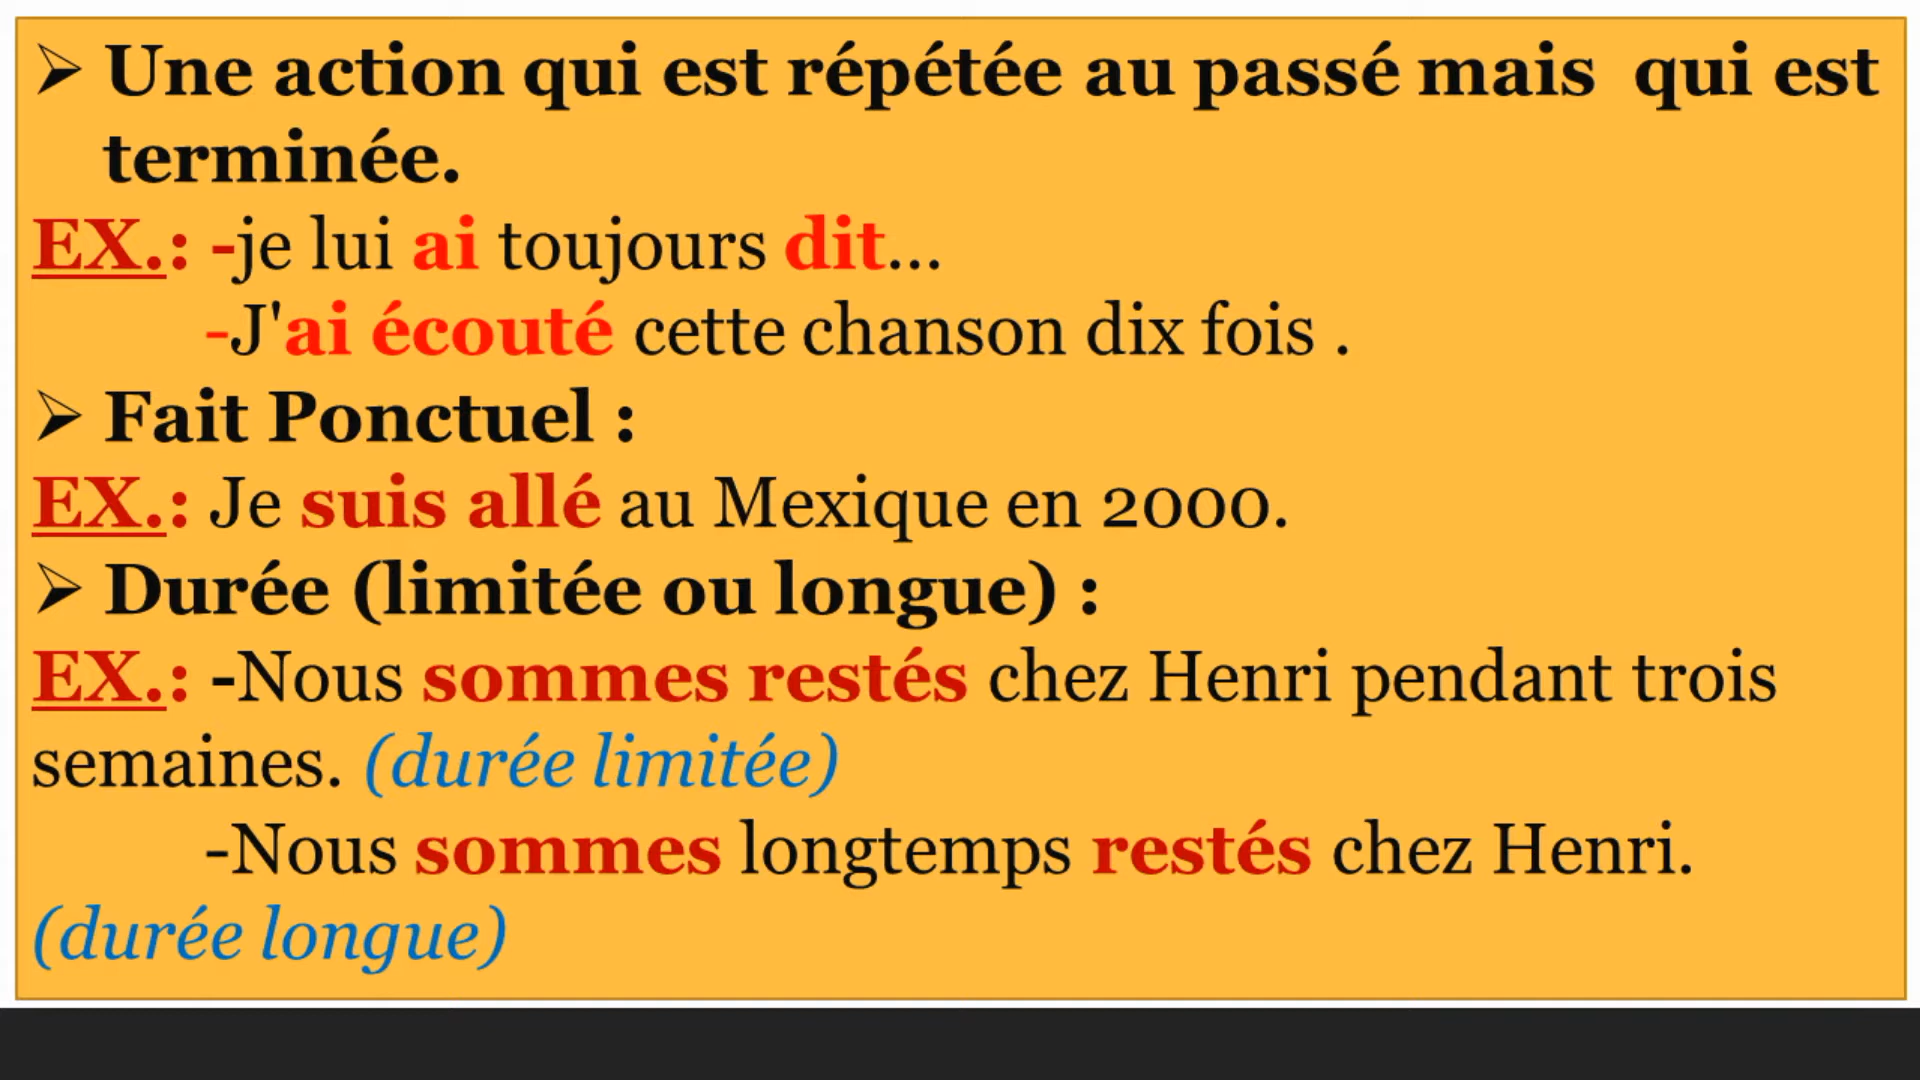 ➢ Une action qui est répétée au passé mais  qui est
terminée.
EX.: -je lui ai toujours dit...
-J'ai écouté cette chanson dix fois .
➢ Fait Ponctuel :
EX.: Je suis allé au Mexique en 2000.
➢ Durée (limitée ou longue) :
EX.: -Nous sommes restés chez Henri pendant trois
semaines. (durée limitée)
-Nous sommes longtemps restés chez Henri.
(durée longue)